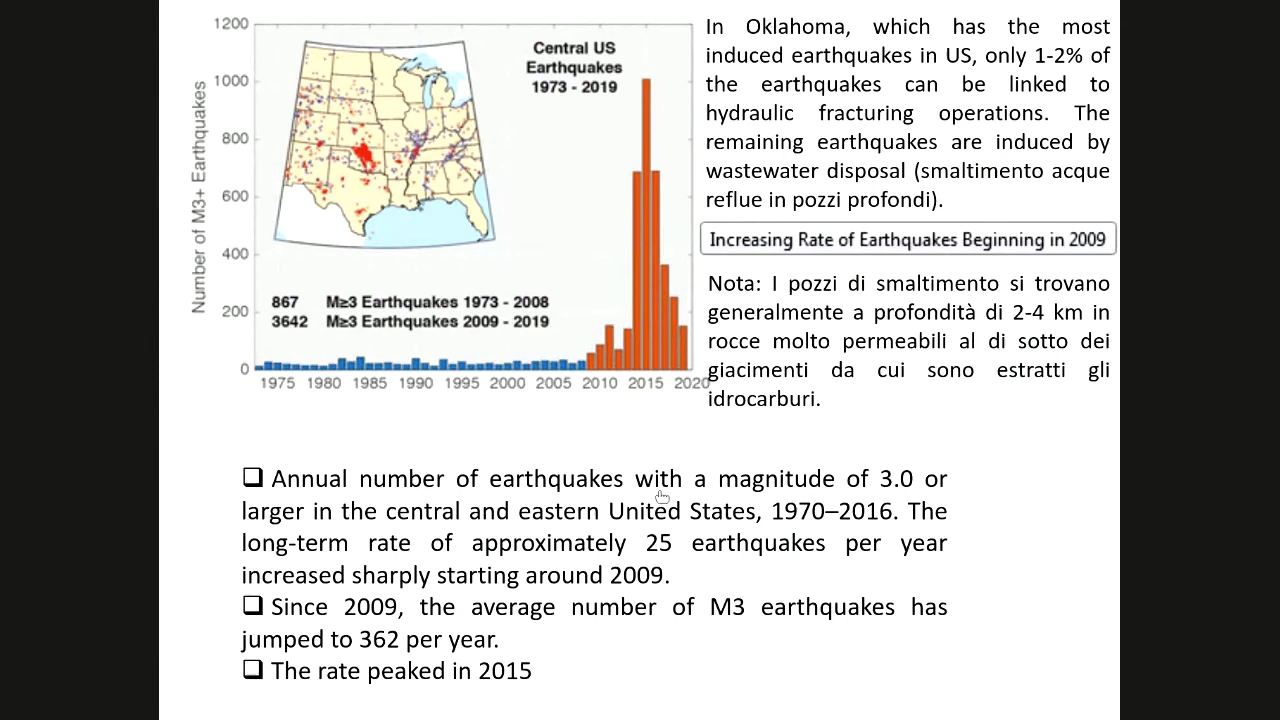 1200
1000
800
600
400
200
0
Number of M3+ Earthquakes
Central US
Earthquakes
1973 - 2019
867 M≥3 Earthquakes 1973 - 2008
3642 M≥3 Earthquakes 2009 - 2019
1975 1980 1985 1990 1995 2000 2005 2010 2015 2020
In Oklahoma, which has the most
induced earthquakes in US, only 1-2% of
the earthquakes can be linked to
hydraulic fracturing operations. The
remaining earthquakes are induced by
wastewater disposal (smaltimento acque
reflue in pozzi profondi).
Increasing Rate of Earthquakes Beginning in 2009
Nota: I pozzi di smaltimento si trovano
generalmente a profondità di 2-4 km in
rocce molto permeabili al di sotto dei
giacimenti da cui sono estratti gli
idrocarburi.
❑ Annual number of earthquakes with a magnitude of 3.0 or
larger in the central and eastern United States, 1970–2016. The
long-term rate of approximately 25 earthquakes per year
increased sharply starting around 2009.
❑ Since 2009, the average number of M3 earthquakes has
jumped to 362 per year.
❑ The rate peaked in 2015